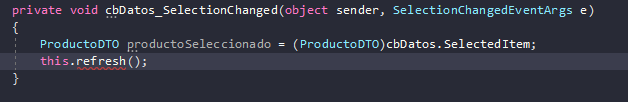 private void cbDatos_SelectionChanged(object sender, SelectionChangedEventArgs e)
{
ProductoDTO productoSeleccionado = (ProductoDTO)cbDatos.SelectedItem;
this.refresh();
}